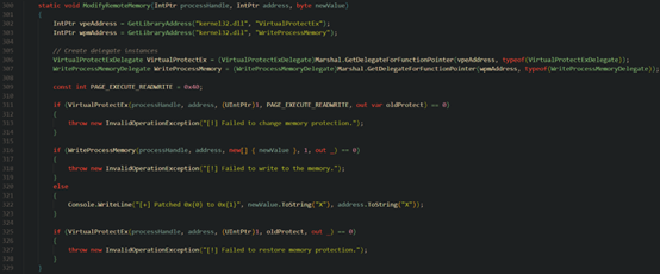 300 static void ModifyRemoteMemory(IntPtr processHandle, IntPtr address, byte newValue)
301 {
302 IntPtr vpeAddress = GetLibraryAddress("kernel32.dll", "VirtualProtectEx");
303 IntPtr wpmAddress = GetLibraryAddress("kernel32.dll", "WriteProcessMemory");
304
305 // Create delegate instances
306 VirtualProtectExDelegate VirtualProtectEx = (VirtualProtectExDelegate)Marshal.GetDelegateForFunctionPointer(vpeAddress, typeof(VirtualProtectExDelegate));
307 WriteProcessMemoryDelegate WriteProcessMemory = (WriteProcessMemoryDelegate)Marshal.GetDelegateForFunctionPointer(wpmAddress, typeof(WriteProcessMemoryDelegate));
308
309 const int PAGE_EXECUTE_READWRITE = 0x40;
310
311 if (VirtualProtectEx(processHandle, address, (UIntPtr)1, PAGE_EXECUTE_READWRITE, out var oldProtect) == 0)
312 {
313 throw new InvalidOperationException("[!] Failed to change memory protection.");
314 }
315
316 if (WriteProcessMemory(processHandle, address, new[] { newValue }, 1, out _) == 0)
317 {
318 throw new InvalidOperationException("[!] Failed to write to the memory.");
319 }
320 else
321 {
322 Console.WriteLine("[+] Patched 0x{0} to 0x{1}", newValue.ToString("X"), address.ToString("X"));
323 }
324
325 if (VirtualProtectEx(processHandle, address, (UIntPtr)1, oldProtect, out _) == 0)
326 {
327 throw new InvalidOperationException("[!] Failed to restore memory protection.");
328 }
329 }